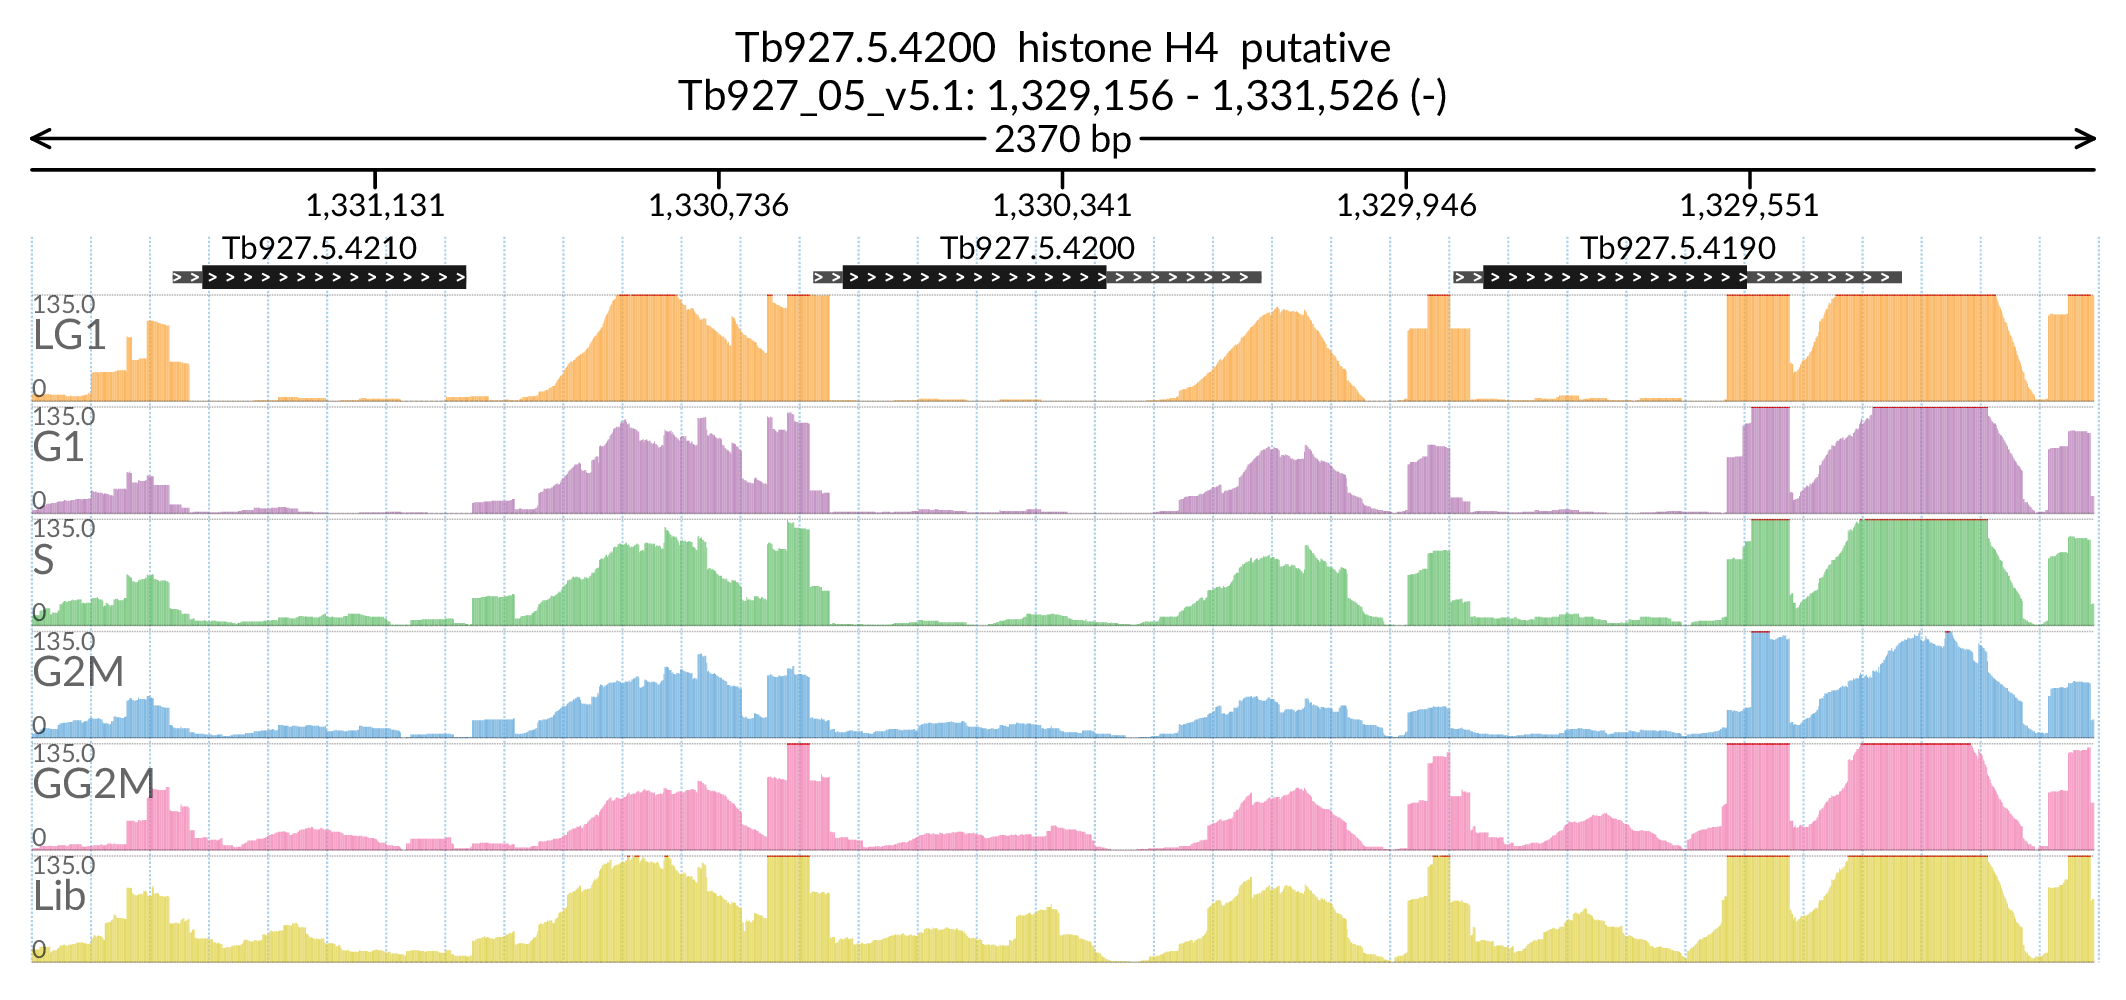 Tb927.5.4200  histone H4  putative
Tb927_05_v5.1: 1,329,156 - 1,331,526 (-)
2370 bp
1,331,131 1,330,736 1,330,341 1,329,946 1,329,551
Tb927.5.4210 Tb927.5.4200 Tb927.5.4190
135.0
LG1
0
135.0
G1
0
135.0
S
0
135.0
G2M
0
135.0
GG2M
0
135.0
Lib
0